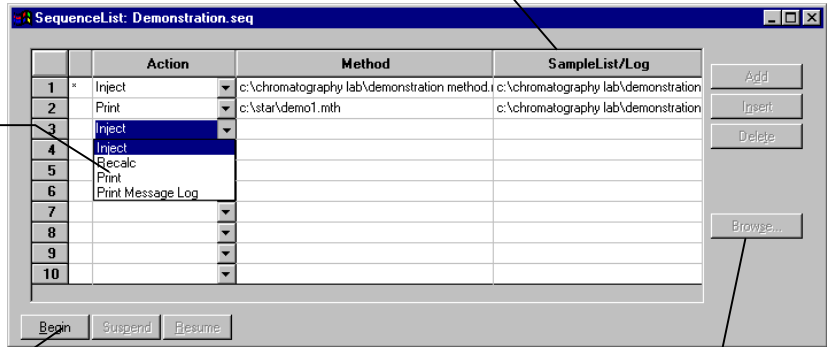 SequenceList: Demonstration.seq
Action Method SampleList/Log
1 * Inject c:\chromatography lab\demonstration method. c:\chromatography lab\demonstration
2 Print c:\star\demo1.mth c:\chromatography lab\demonstration
3 Inject
4 Inject
Recalc
5 Print
6 Print Message Log
7
8
9
10
Add
Insert
Delete
Browse...
Begin Suspend Resume